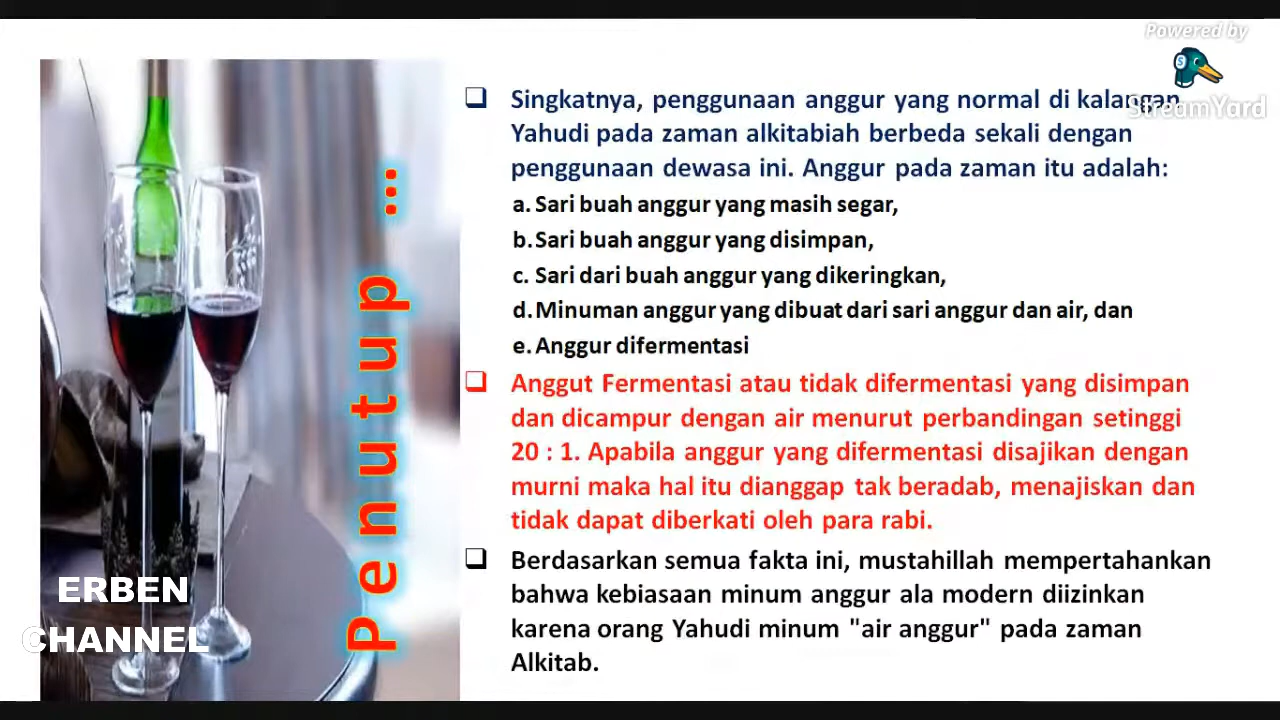 Powered by
StreamYard
Singkatnya, penggunaan anggur yang normal di kalangan
Yahudi pada zaman alkitabiah berbeda sekali dengan
penggunaan dewasa ini. Anggur pada zaman itu adalah:
a. Sari buah anggur yang masih segar,
b. Sari buah anggur yang disimpan,
c. Sari dari buah anggur yang dikeringkan,
d. Minuman anggur yang dibuat dari sari anggur dan air, dan
e. Anggur difermentasi
Anggut Fermentasi atau tidak difermentasi yang disimpan
dan dicampur dengan air menurut perbandingan setinggi
20 : 1. Apabila anggur yang difermentasi disajikan dengan
murni maka hal itu dianggap tak beradab, menajiskan dan
tidak dapat diberkati oleh para rabi.
Berdasarkan semua fakta ini, mustahillah mempertahankan
bahwa kebiasaan minum anggur ala modern diizinkan
karena orang Yahudi minum "air anggur" pada zaman
Alkitab.
Penutup ...
ERBEN
CHANNEL